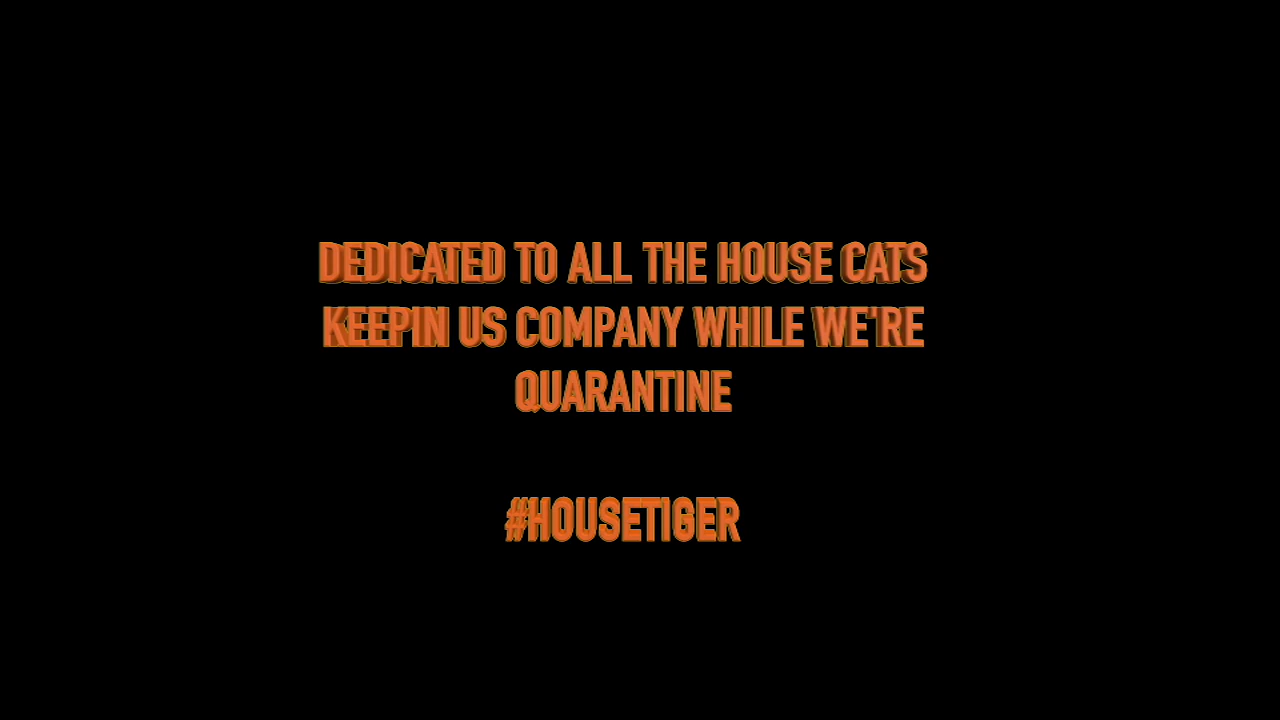 DEDICATED TO ALL THE HOUSE CATS
KEEPIN US COMPANY WHILE WE'RE
QUARANTINE
#HOUSETIGER